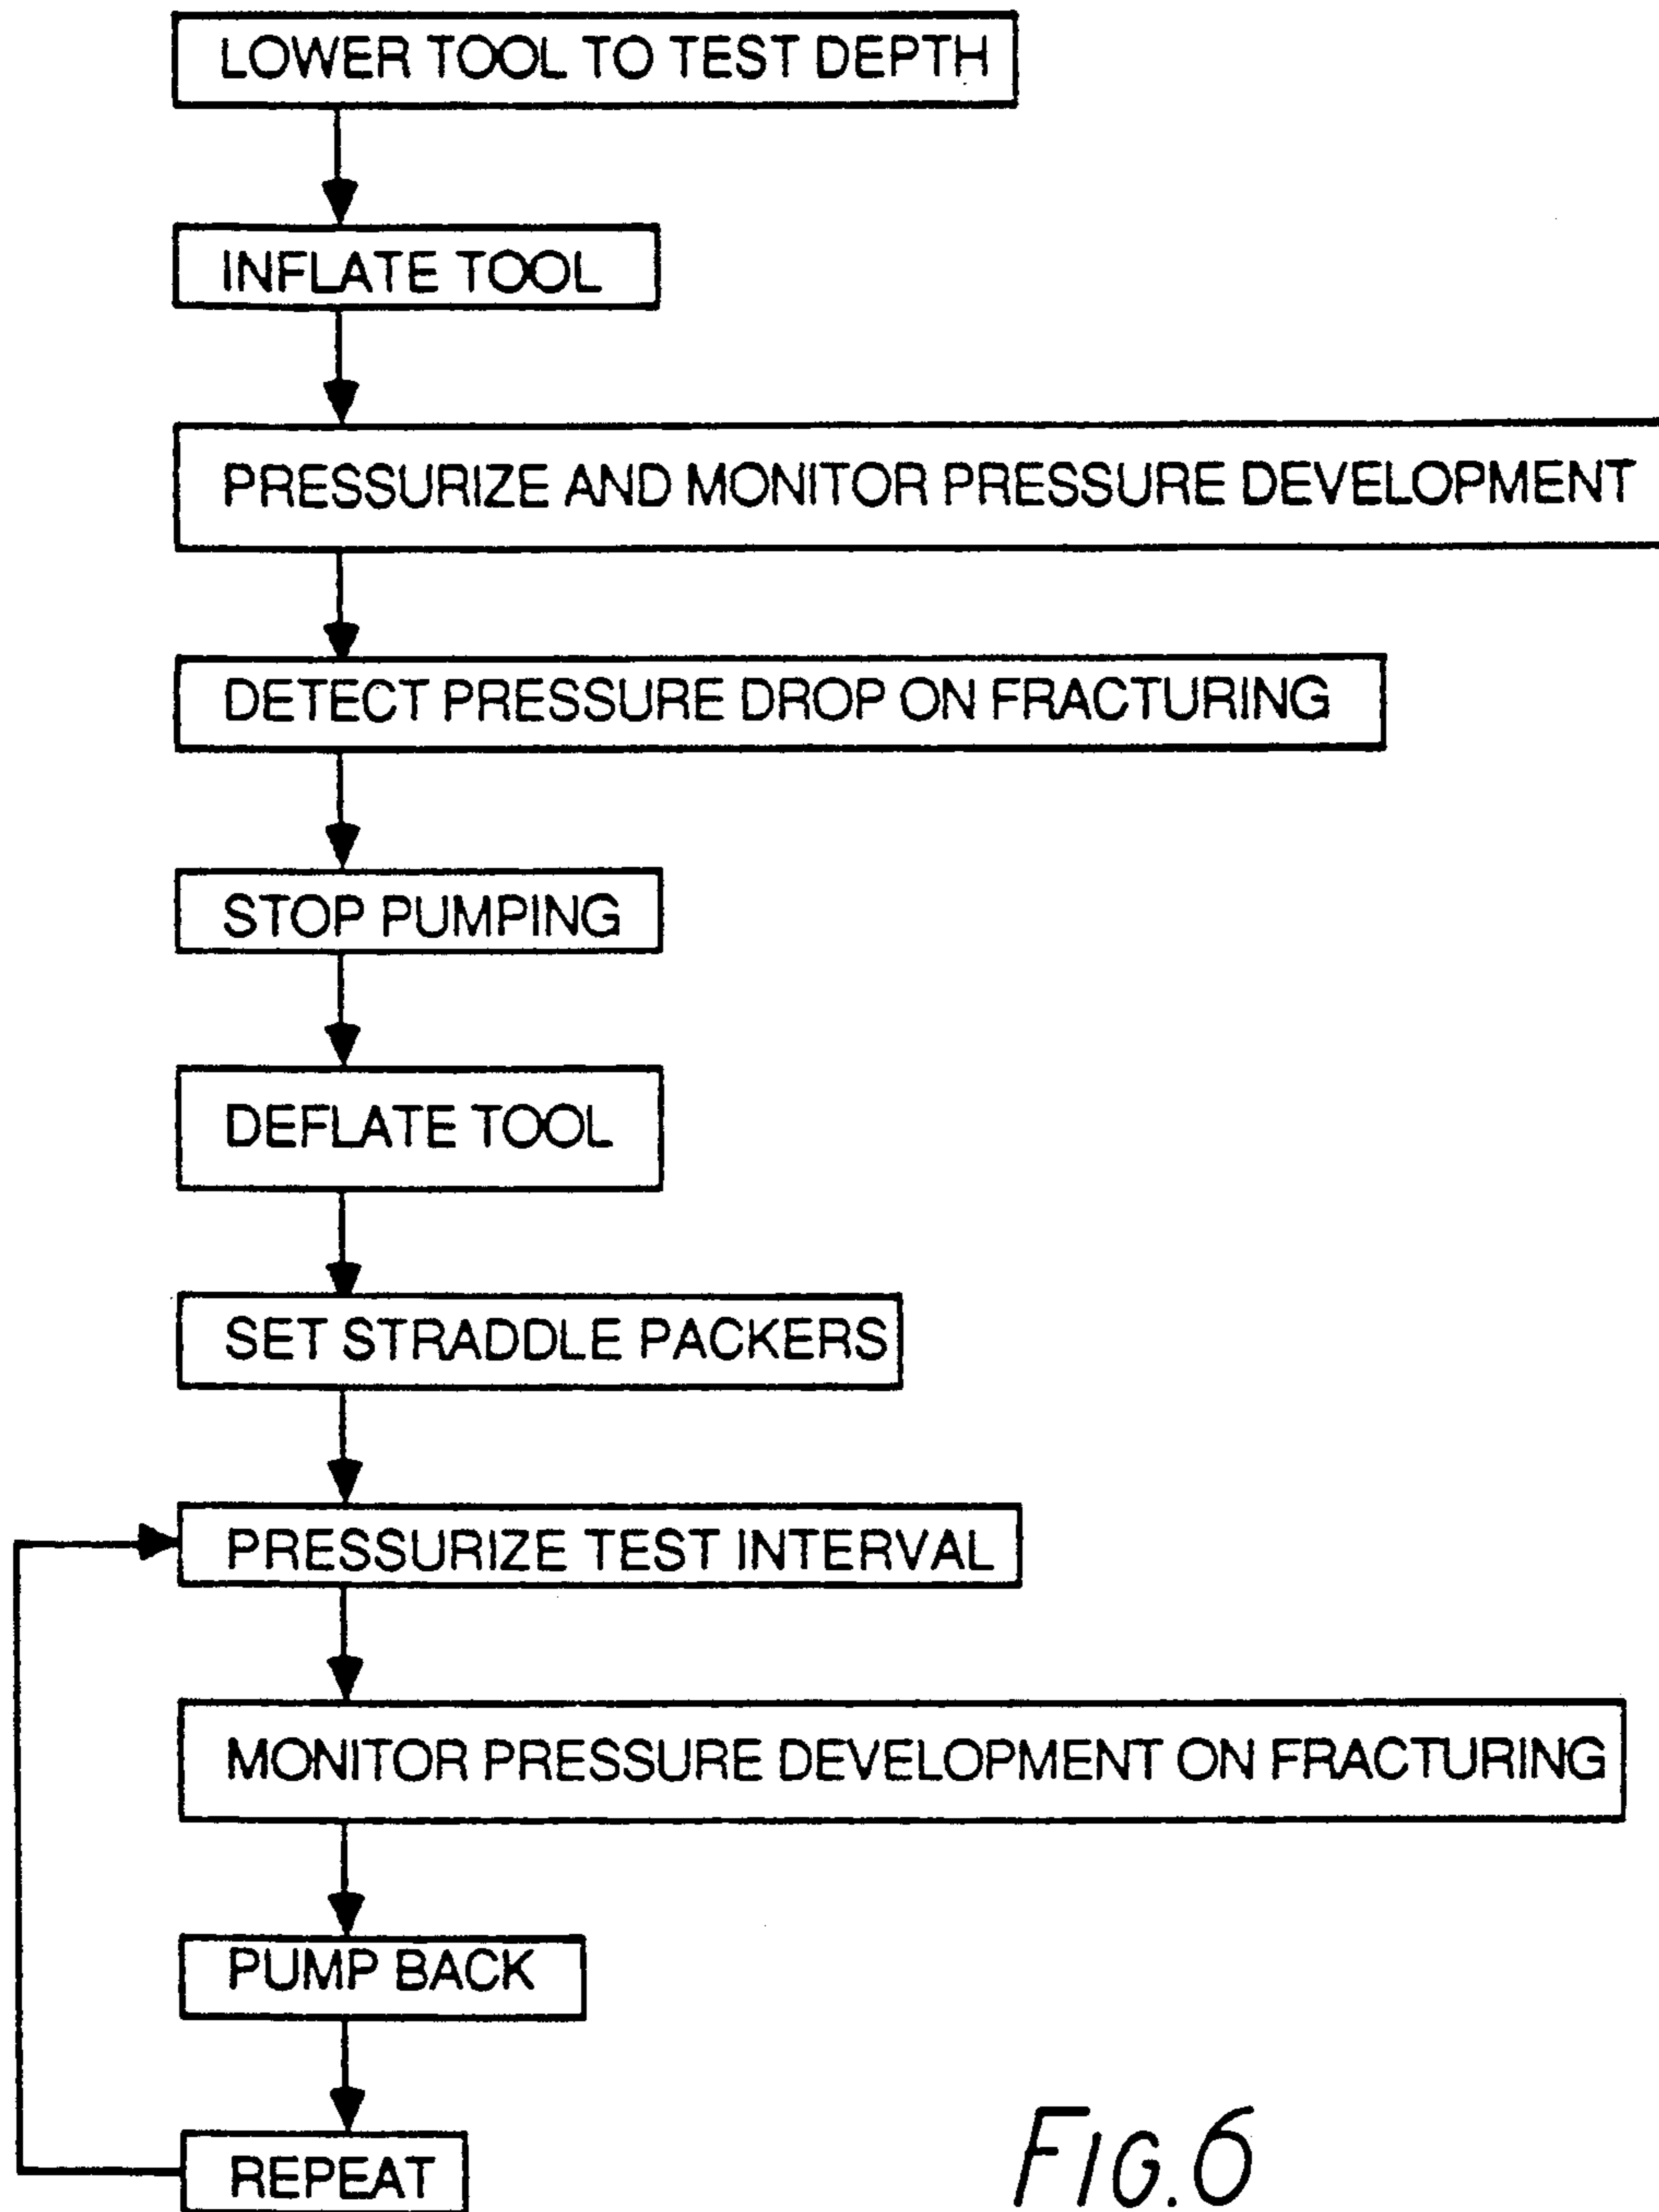 LOWER TOOL TO TEST DEPTH
INFLATE TOOL
PRESSURIZE AND MONITOR PRESSURE DEVELOPMENT
DETECT PRESSURE DROP ON FRACTURING
STOP PUMPING
DEFLATE TOOL
SET STRADDLE PACKERS
PRESSURIZE TEST INTERVAL
MONITOR PRESSURE DEVELOPMENT ON FRACTURING
PUMP BACK
REPEAT
FIG.6